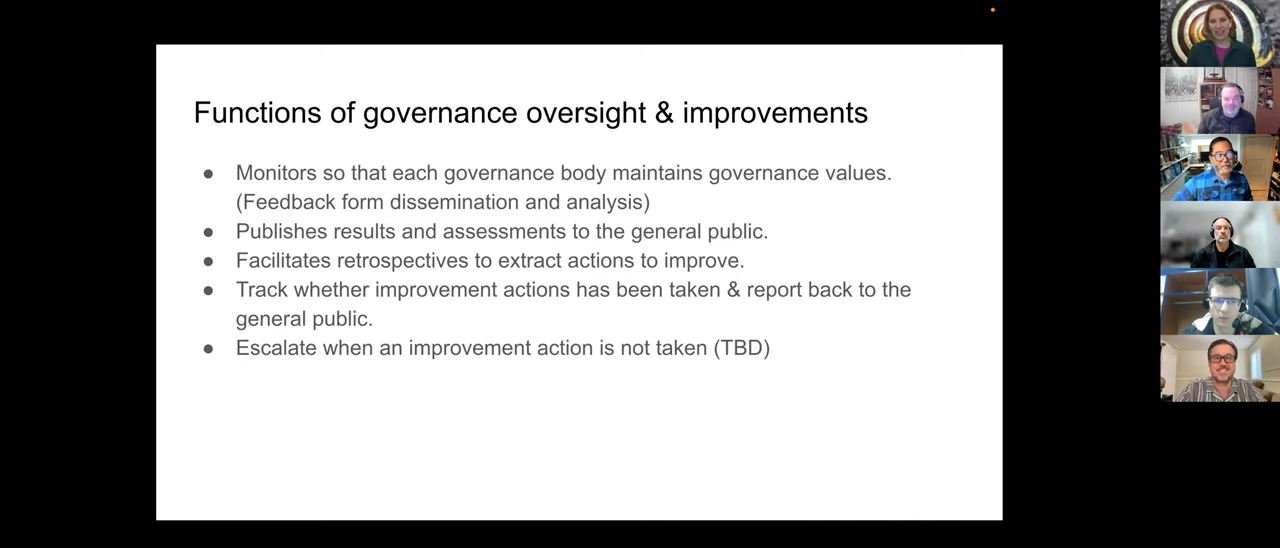 Functions of governance oversight & improvements
● Monitors so that each governance body maintains governance values.
(Feedback form dissemination and analysis)
● Publishes results and assessments to the general public.
● Facilitates retrospectives to extract actions to improve.
● Track whether improvement actions has been taken & report back to the
general public.
● Escalate when an improvement action is not taken (TBD)